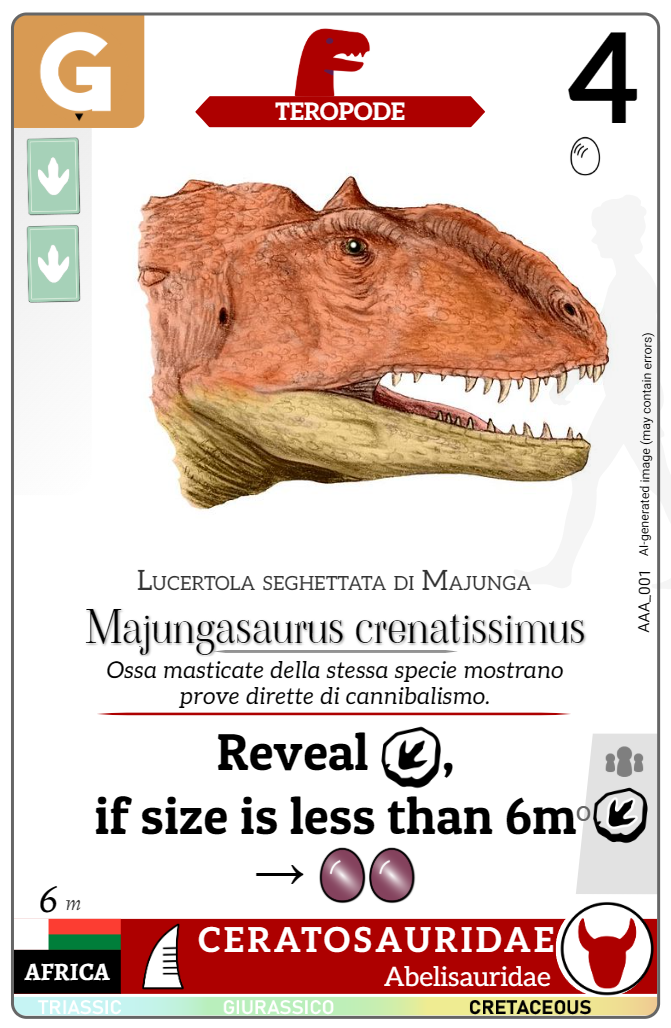 G
TEROPODE
4
AI-generated image (may contain errors)
AAA_001
Lucertola seghettata di Majunga
Majungasaurus crenatissimus
Ossa masticate della stessa specie mostrano
prove dirette di cannibalismo.
Reveal ,
if size is less than 6m
→
6 m
AFRICA
CERATOSAURIDAE
Abelisauridae
TRIASSIC
GIURASSICO
CRETACEOUS